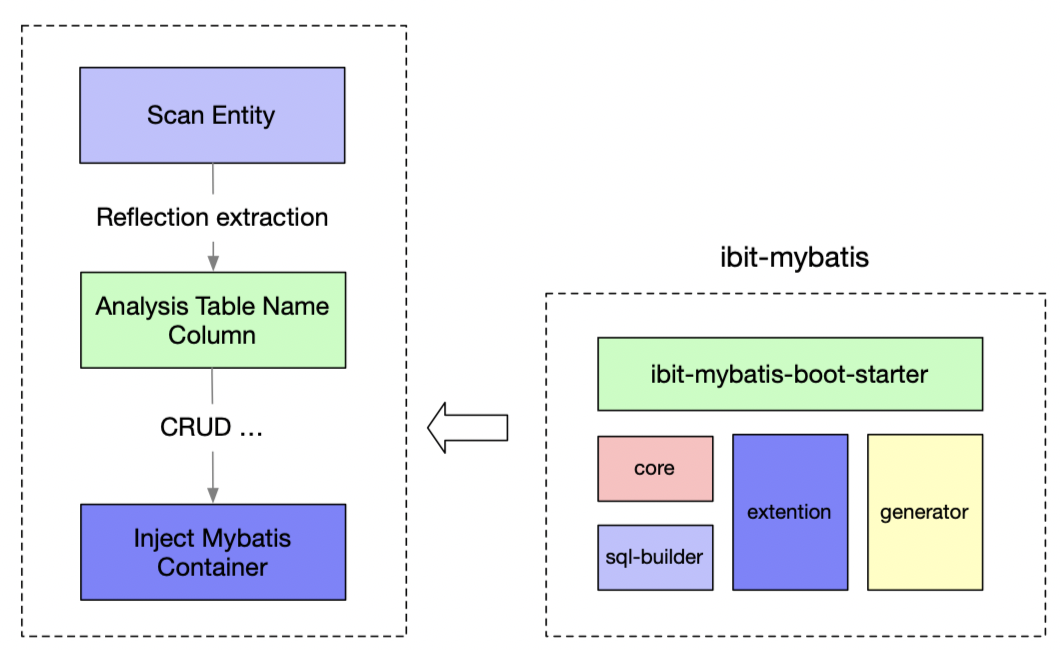 Scan Entity
Reflection extraction
Analysis Table Name
Column
CRUD ...
Inject Mybatis
Container
ibit-mybatis
ibit-mybatis-boot-starter
core
extention
generator
sql-builder